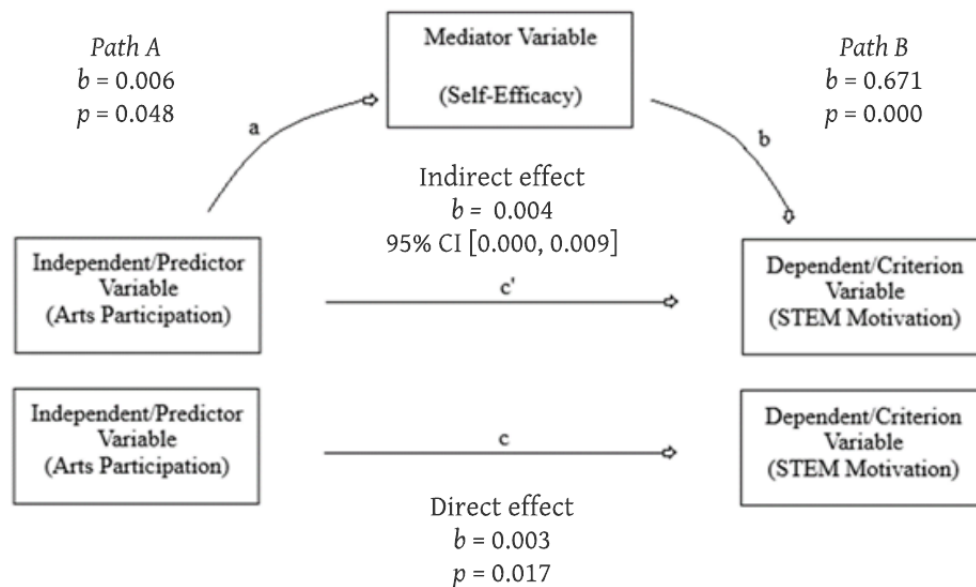 Path A
b = 0.006
p = 0.048
Mediator Variable
(Self-Efficacy)
Path B
b = 0.671
p = 0.000
a
b
Indirect effect
b = 0.004
95% CI [0.000, 0.009]
Independent/Predictor
Variable
(Arts Participation)
c'
Dependent/Criterion
Variable
(STEM Motivation)
Independent/Predictor
Variable
(Arts Participation)
c
Dependent/Criterion
Variable
(STEM Motivation)
Direct effect
b = 0.003
p = 0.017